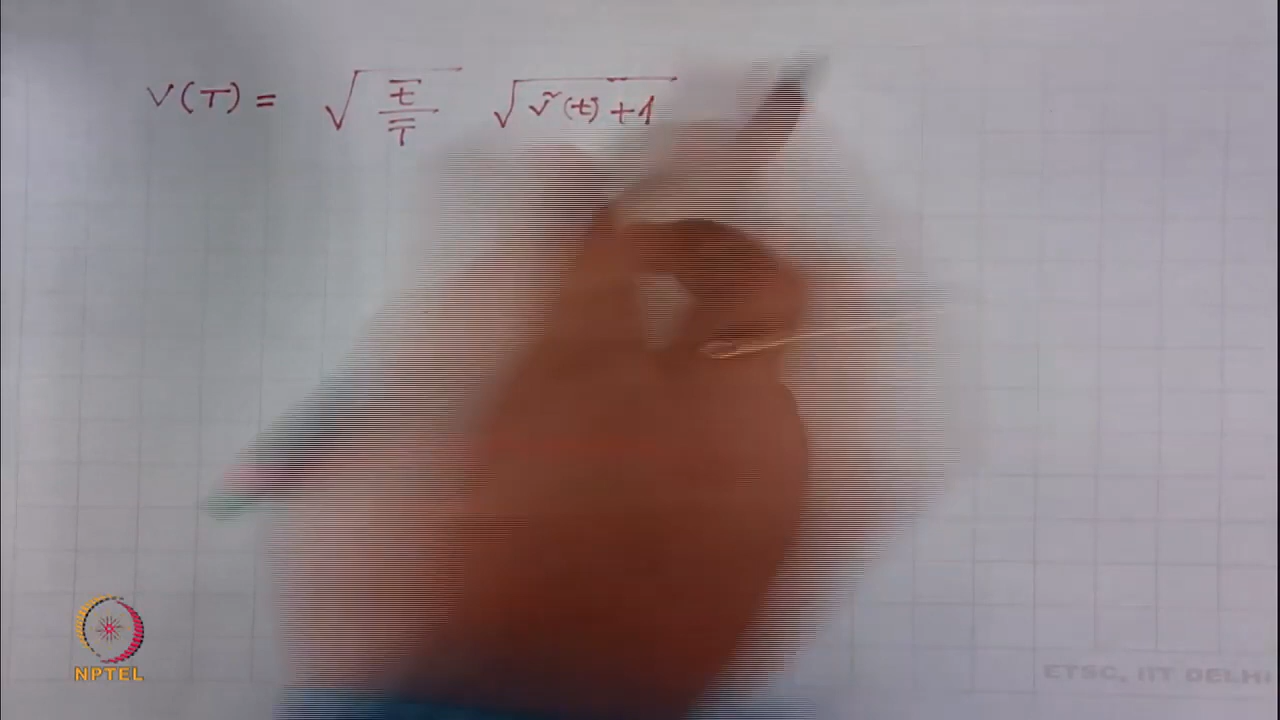 V(T) = √(t̄/T̄) √(ṽ(t) + 1)
NPTEL
ETSC, IIT DELHI